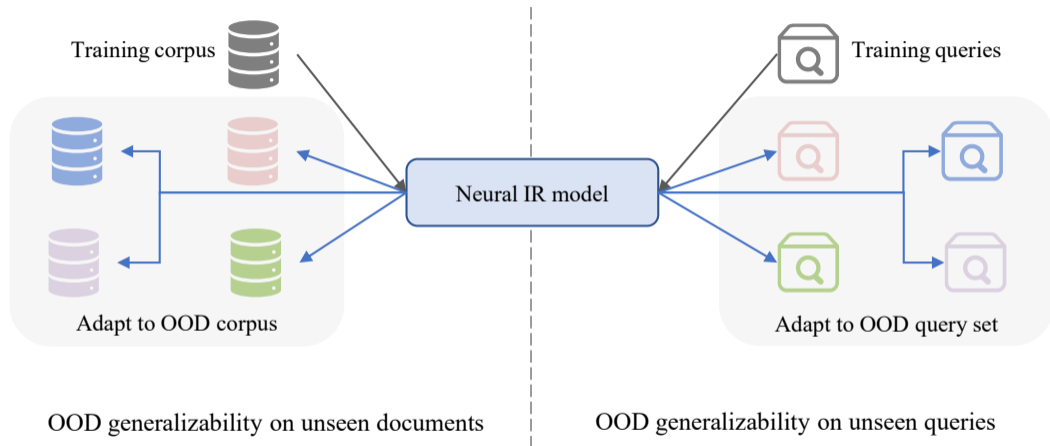 Training corpus
Training queries
Neural IR model
Adapt to OOD corpus
Adapt to OOD query set
OOD generalizability on unseen documents
OOD generalizability on unseen queries